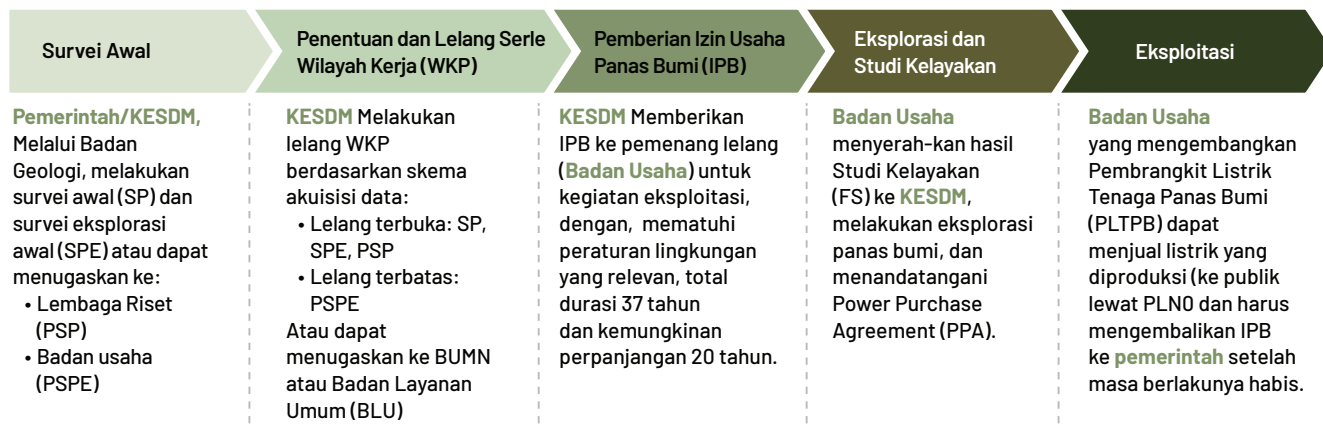 Survei Awal
Penentuan dan Lelang Serle
Wilayah Kerja (WKP)
Pemberian Izin Usaha
Panas Bumi (IPB)
Eksplorasi dan
Studi Kelayakan
Eksploitasi
Pemerintah/KESDM,
Melalui Badan
Geologi, melakukan
survei awal (SP) dan
survei eksplorasi
awal (SPE) atau dapat
menugaskan ke:
• Lembaga Riset
(PSP)
• Badan usaha
(PSPE)
KESDM Melakukan
lelang WKP
berdasarkan skema
akuisisi data:
• Lelang terbuka: SP,
SPE, PSP
• Lelang terbatas:
PSPE
Atau dapat
menugaskan ke BUMN
atau Badan Layanan
Umum (BLU)
KESDM Memberikan
IPB ke pemenang lelang
(Badan Usaha) untuk
kegiatan eksploitasi,
dengan, mematuhi
peraturan lingkungan
yang relevan, total
durasi 37 tahun
dan kemungkinan
perpanjangan 20 tahun.
Badan Usaha
menyerah-kan hasil
Studi Kelayakan
(FS) ke KESDM,
melakukan eksplorasi
panas bumi, dan
menandatangani
Power Purchase
Agreement (PPA).
Badan Usaha
yang mengembangkan
Pembrangkit Listrik
Tenaga Panas Bumi
(PLTPB) dapat
menjual listrik yang
diproduksi (ke publik
lewat PLN0 dan harus
mengembalikan IPB
ke pemerintah setelah
masa berlakunya habis.